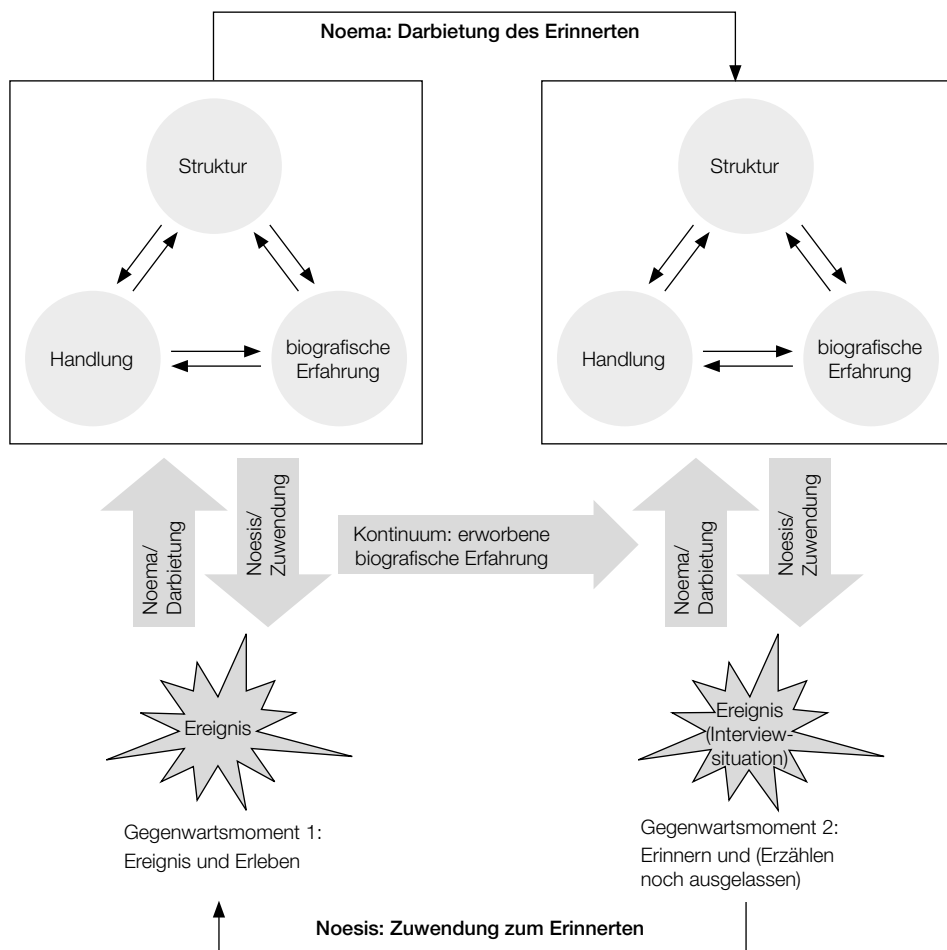 Noema: Darbietung des Erinnerten
Struktur
Handlung
biografische
Erfahrung
Struktur
Handlung
biografische
Erfahrung
Noema/
Darbietung
Noesis/
Zuwendung
Kontinuum: erworbene
biografische Erfahrung
Noema/
Darbietung
Noesis/
Zuwendung
Ereignis
Ereignis
(Interview-
situation)
Gegenwartsmoment 1:
Ereignis und Erleben
Gegenwartsmoment 2:
Erinnern und (Erzählen
noch ausgelassen)
Noesis: Zuwendung zum Erinnerten